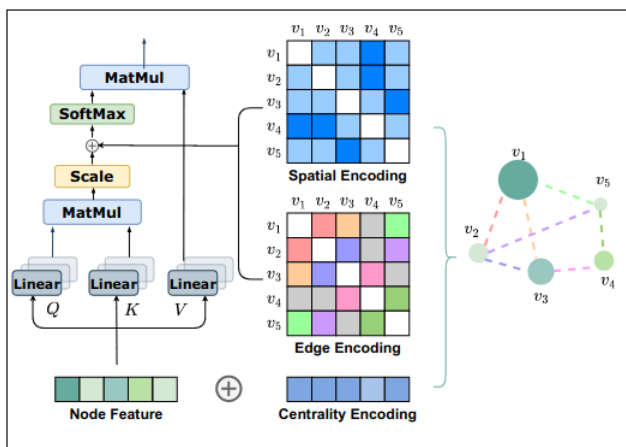 MatMul
SoftMax
Scale
MatMul
Linear Linear Linear
Q K V
Node Feature
v1 v2 v3 v4 v5
v1
v2
v3
v4
v5
Spatial Encoding
v1 v2 v3 v4 v5
v1
v2
v3
v4
v5
Edge Encoding
Centrality Encoding
v1
v5
v2
v3
v4